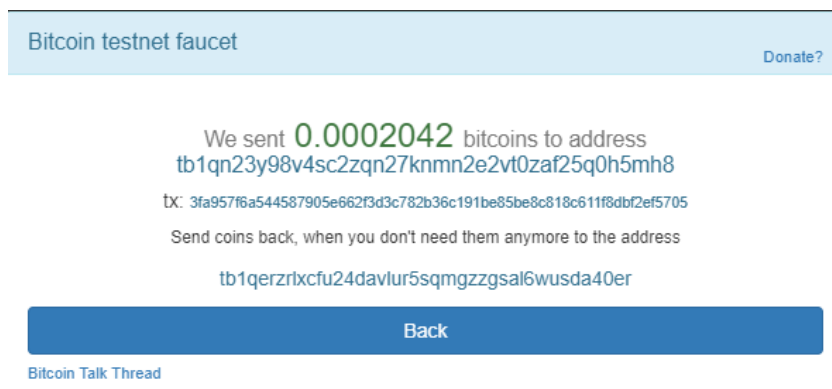 Bitcoin testnet faucet
Donate?
We sent 0.0002042 bitcoins to address
tb1qn23y98v4sc2zqn27knmn2e2vt0zaf25q0h5mh8
tx: 3fa957f6a544587905e662f3d3c782b36c191be85be8c818c611f8dbf2ef5705
Send coins back, when you don't need them anymore to the address
tb1qerzrlxcfu24davlur5sqmgzzgsal6wusda40er
Back
Bitcoin Talk Thread